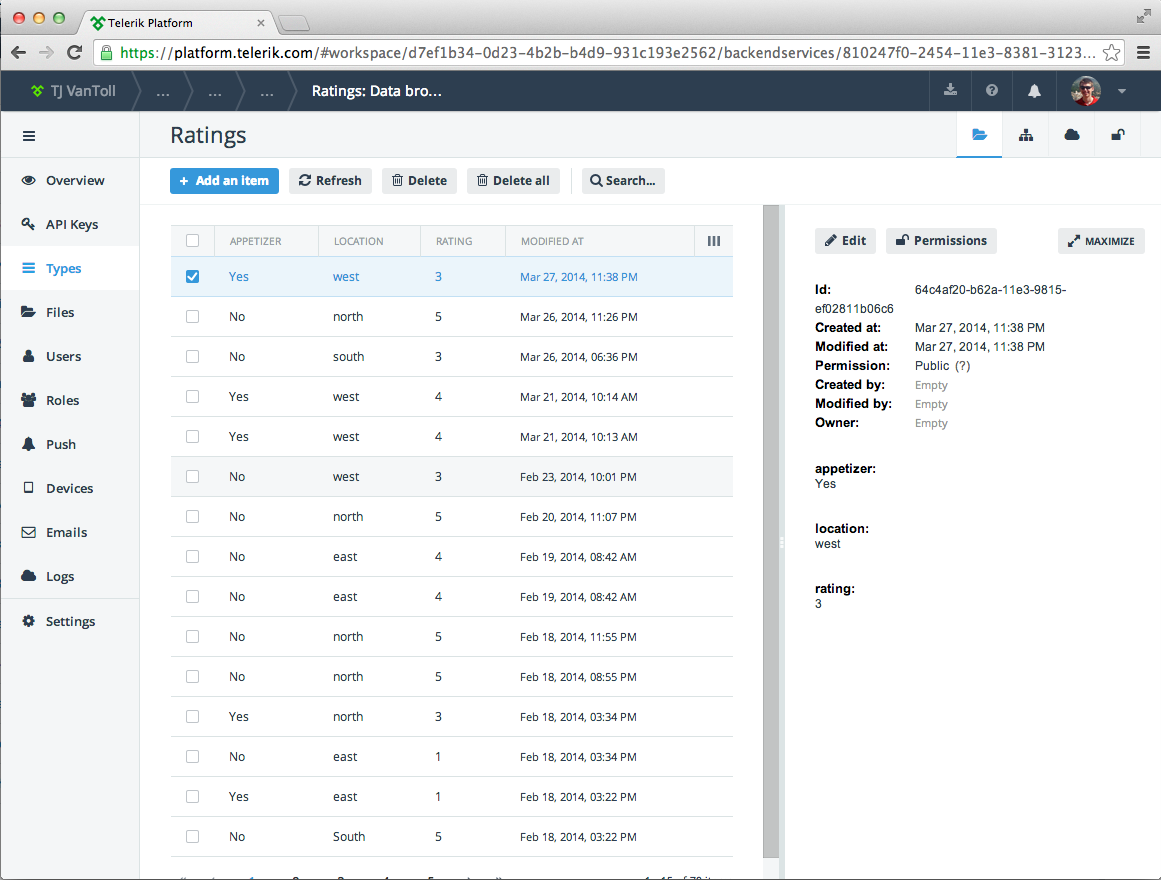 Telerik Platform
https://platform.telerik.com/#workspace/d7ef1b34-0d23-4b2b-b4d9-931c193e2562/backendservices/810247f0-2454-11e3-8381-3123...
TJ VanToll ... ... ... Ratings: Data bro...
Ratings
Overview
API Keys
Types
Files
Users
Roles
Push
Devices
Emails
Logs
Settings
+ Add an item Refresh Delete Delete all Search...
APPETIZER LOCATION RATING MODIFIED AT
Yes west 3 Mar 27, 2014, 11:38 PM
No north 5 Mar 26, 2014, 11:26 PM
No south 3 Mar 26, 2014, 06:36 PM
Yes west 4 Mar 21, 2014, 10:14 AM
Yes west 4 Mar 21, 2014, 10:13 AM
No west 3 Feb 23, 2014, 10:01 PM
No north 5 Feb 20, 2014, 11:07 PM
No east 4 Feb 19, 2014, 08:42 AM
No east 4 Feb 19, 2014, 08:42 AM
No north 5 Feb 18, 2014, 11:55 PM
No north 5 Feb 18, 2014, 08:55 PM
Yes north 3 Feb 18, 2014, 03:34 PM
No east 1 Feb 18, 2014, 03:34 PM
Yes east 1 Feb 18, 2014, 03:22 PM
No South 5 Feb 18, 2014, 03:22 PM
Edit Permissions MAXIMIZE
Id: 64c4af20-b62a-11e3-9815-
ef02811b06c6
Created at: Mar 27, 2014, 11:38 PM
Modified at: Mar 27, 2014, 11:38 PM
Permission: Public (?)
Created by: Empty
Modified by: Empty
Owner: Empty
appetizer:
Yes
location:
west
rating:
3